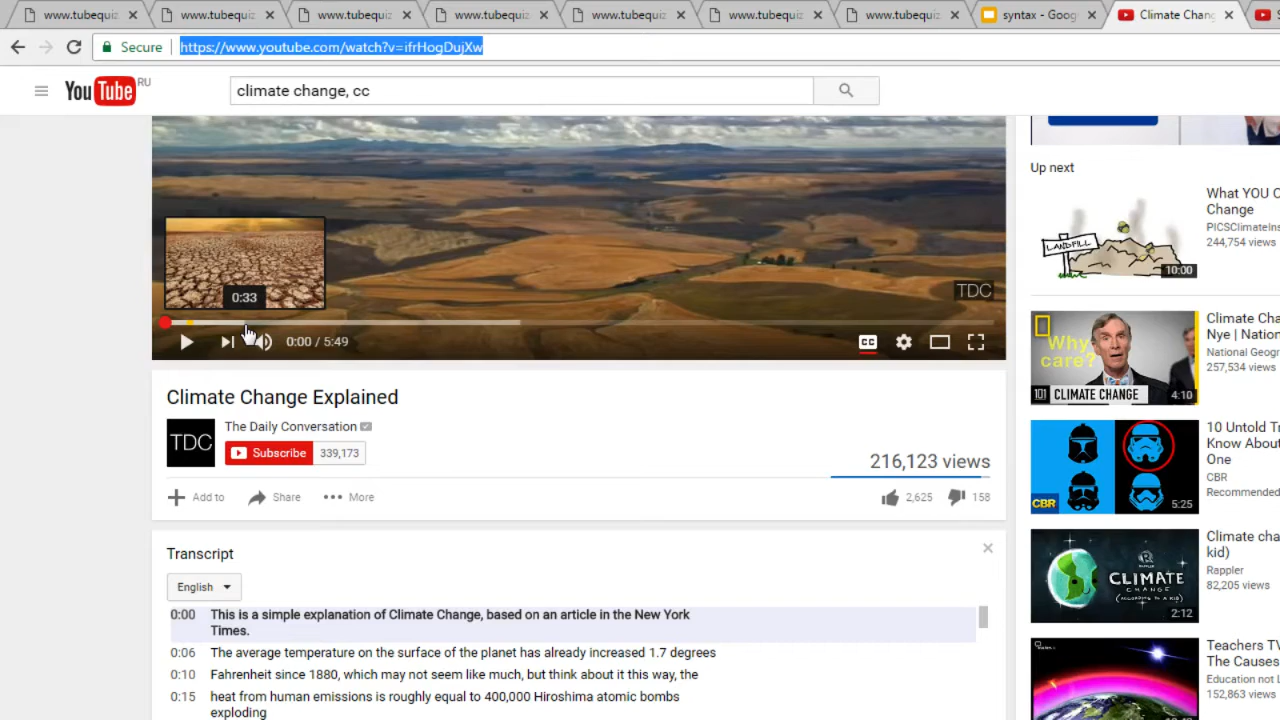 www.tubequiz
www.tubequiz
www.tubequiz
www.tubequiz
www.tubequiz
www.tubequiz
www.tubequiz
syntax - Goo
Climate Chan
Secure
https://www.youtube.com/watch?v=ifrHogDujXw
YouTube RU
climate change, cc
0:33
TDC
0:00 / 5:49
CC
Climate Change Explained
TDC
The Daily Conversation
Subscribe 339,173
216,123 views
Add to
Share
More
2,625
158
Transcript
English
0:00 This is a simple explanation of Climate Change, based on an article in the New York
Times.
0:06 The average temperature on the surface of the planet has already increased 1.7 degrees
0:10 Fahrenheit since 1880, which may not seem like much, but think about it this way, the
0:15 heat from human emissions is roughly equal to 400,000 Hiroshima atomic bombs
exploding
Up next
LANDFILL
10:00
What YOU C
Change
PICSClimateIns
244,754 views
Why
care?
101 CLIMATE CHANGE
4:10
Climate Cha
Nye | Nation
National Geogr
257,534 views
CBR
5:25
10 Untold Tr
Know About
One
CBR
Recommended
RAPPLER
CLIMATE
CHANGE
(ACCORDING TO A KID)
2:12
Climate cha
kid)
Rappler
82,205 views
Teachers TV
The Causes
Education not L
152,863 views